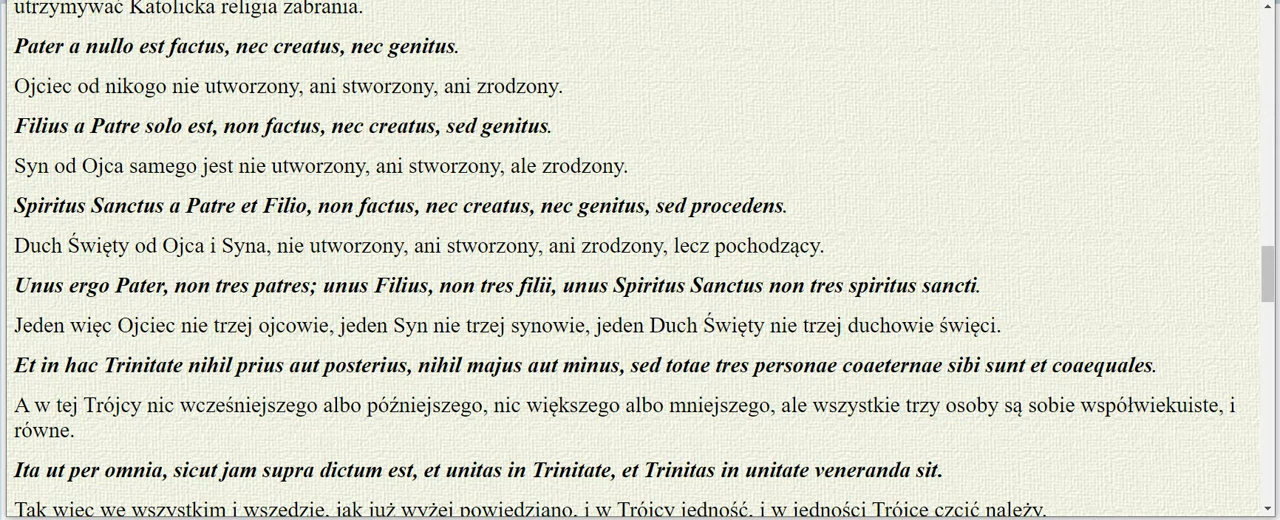 utrzymywać Katolicka religia zabrania.
Pater a nullo est factus, nec creatus, nec genitus.
Ojciec od nikogo nie utworzony, ani stworzony, ani zrodzony.
Filius a Patre solo est, non factus, nec creatus, sed genitus.
Syn od Ojca samego jest nie utworzony, ani stworzony, ale zrodzony.
Spiritus Sanctus a Patre et Filio, non factus, nec creatus, nec genitus, sed procedens.
Duch Święty od Ojca i Syna, nie utworzony, ani stworzony, ani zrodzony, lecz pochodzący.
Unus ergo Pater, non tres patres; unus Filius, non tres filii, unus Spiritus Sanctus non tres spiritus sancti.
Jeden więc Ojciec nie trzej ojcowie, jeden Syn nie trzej synowie, jeden Duch Święty nie trzej duchowie święci.
Et in hac Trinitate nihil prius aut posterius, nihil majus aut minus, sed totae tres personae coaeternae sibi sunt et coaequales.
A w tej Trójcy nic wcześniejszego albo późniejszego, nic większego albo mniejszego, ale wszystkie trzy osoby są sobie współwiekuiste, i
równe.
Ita ut per omnia, sicut jam supra dictum est, et unitas in Trinitate, et Trinitas in unitate veneranda sit.
Tak więc we wszystkim i wszędzie, jak już wyżej powiedziano, i w Trójcy jedność, i w jedności Trójcę czcić należy.